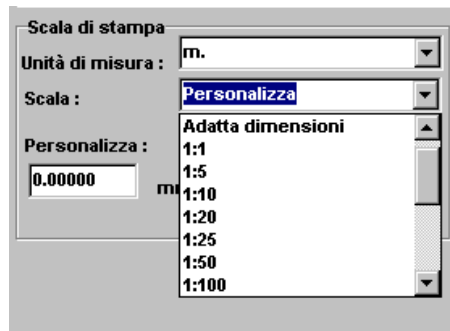 Scala di stampa
Unità di misura : m.
Scala : Personalizza
Adatta dimensioni
Personalizza : 1:1
1:5
0.00000 1:10
1:20
1:25
1:50
1:100